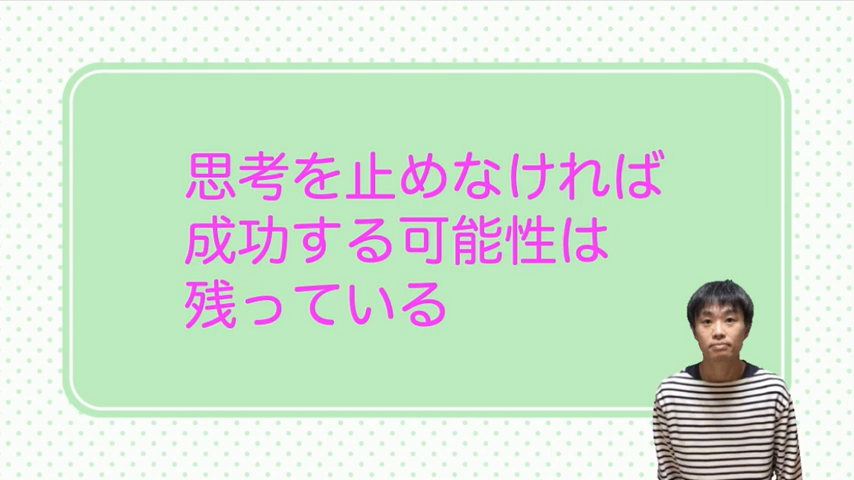 思考を止めなければ
成功する可能性は
残っている